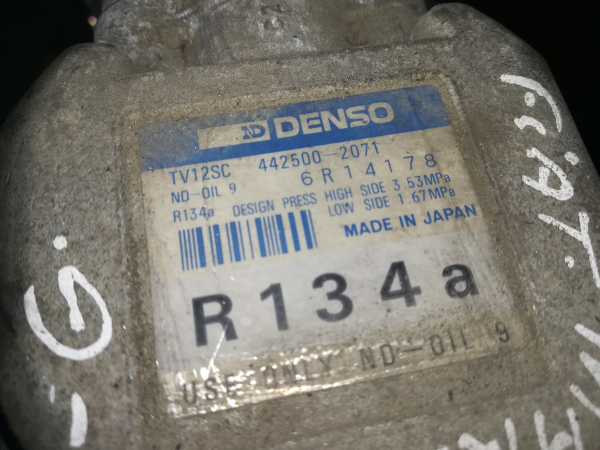 ND DENSO
TV12SC 442500-2071
ND-OIL 9 6R14178
R134a DESIGN PRESS HIGH SIDE 3.53MPa
LOW SIDE 1.67MPa
MADE IN JAPAN
R134a
USE ONLY ND-OIL 9
FiAT.
-G.